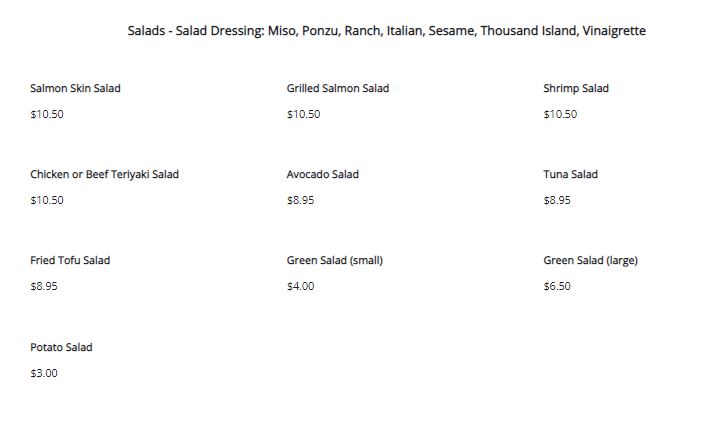 Salads - Salad Dressing: Miso, Ponzu, Ranch, Italian, Sesame, Thousand Island, Vinaigrette
Salmon Skin Salad
$10.50
Grilled Salmon Salad
$10.50
Shrimp Salad
$10.50
Chicken or Beef Teriyaki Salad
$10.50
Avocado Salad
$8.95
Tuna Salad
$8.95
Fried Tofu Salad
$8.95
Green Salad (small)
$4.00
Green Salad (large)
$6.50
Potato Salad
$3.00